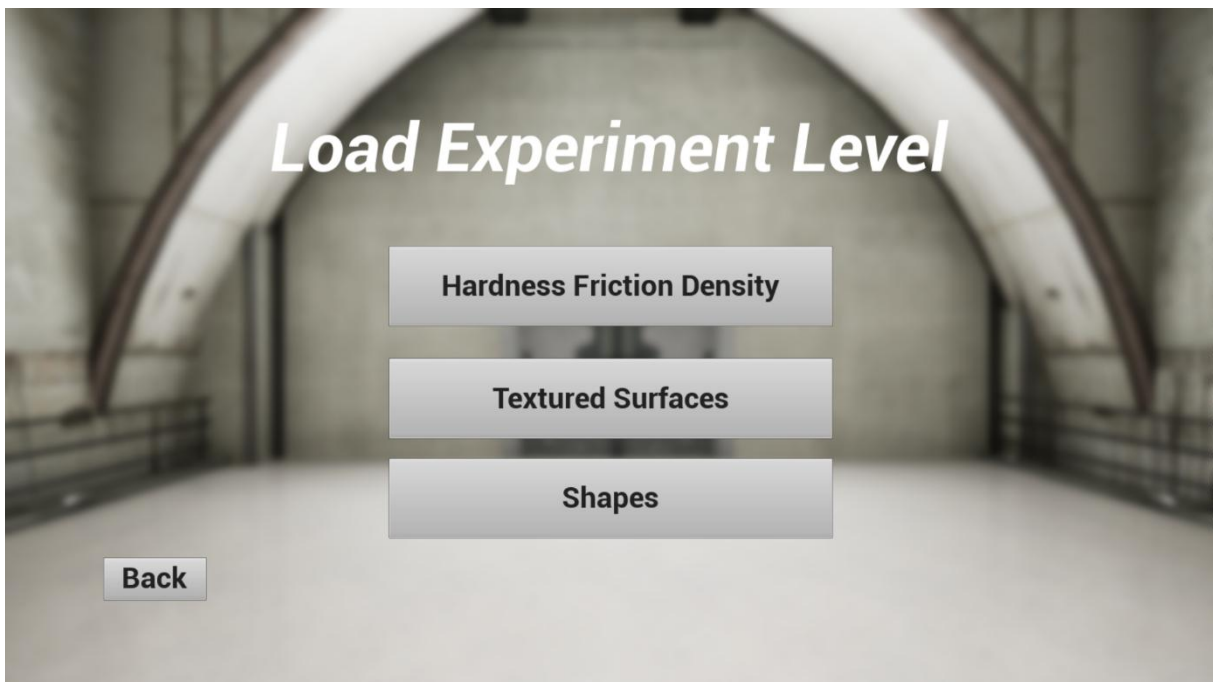 Load Experiment Level
Hardness Friction Density
Textured Surfaces
Shapes
Back